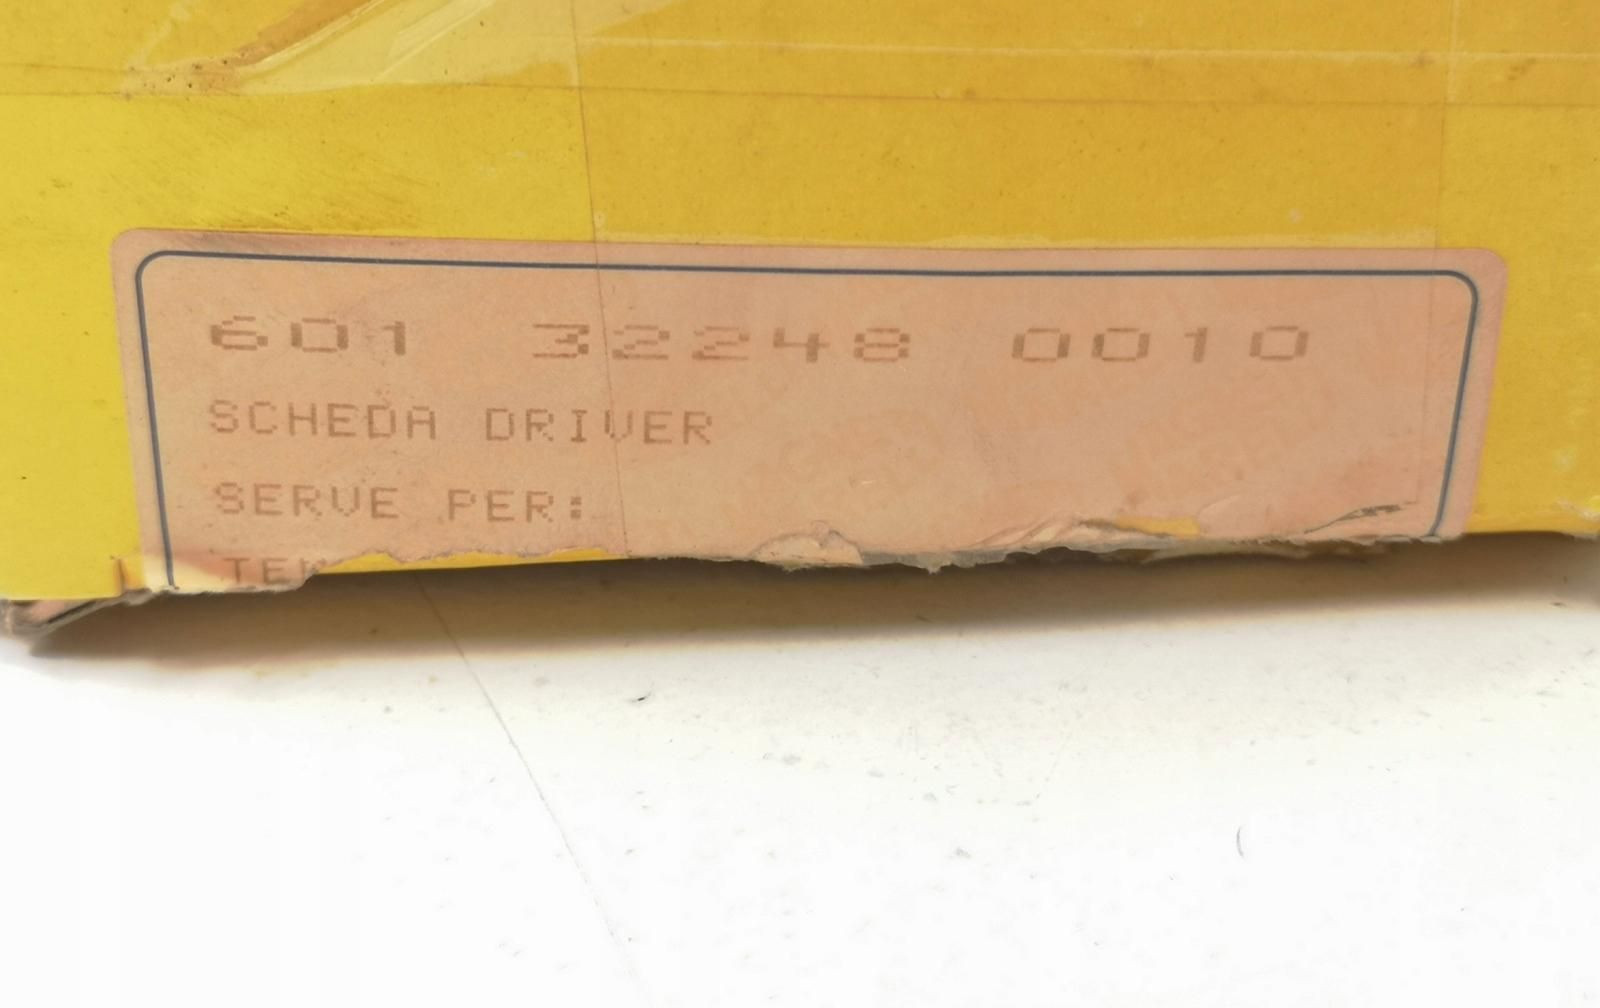 601 32248 0010
SCHEDA DRIVER
SERVE PER: